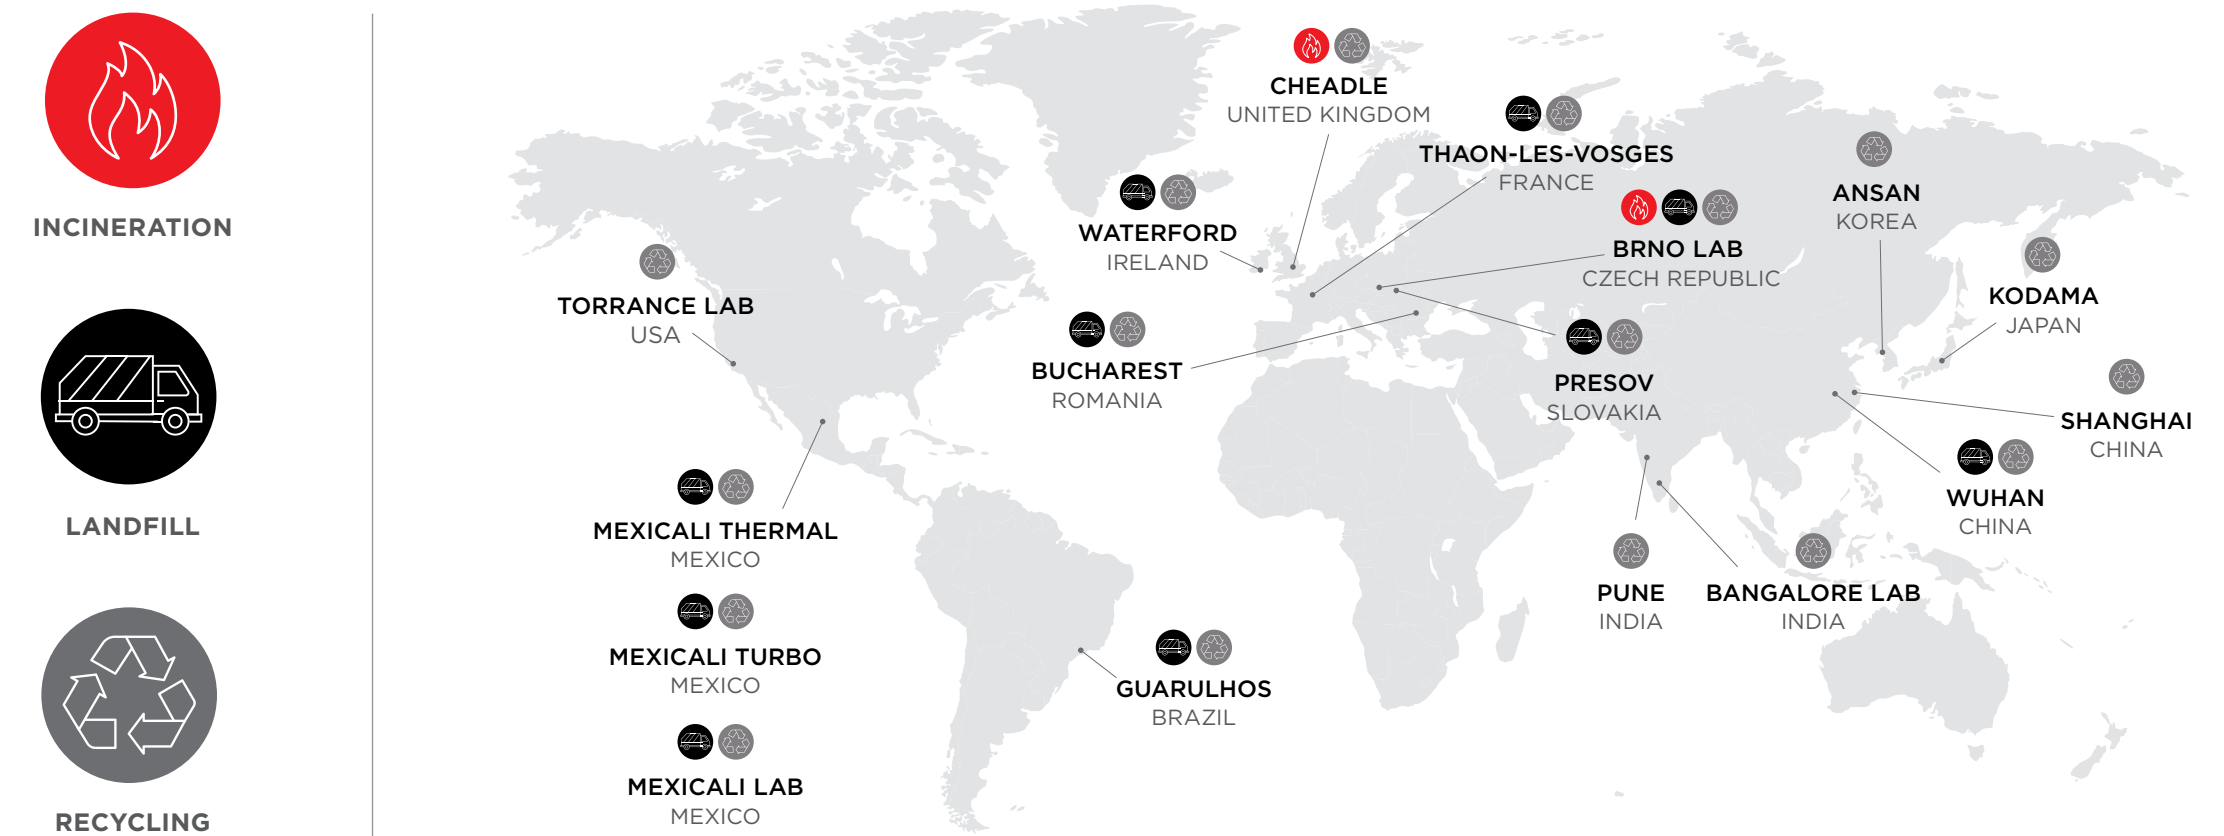 INCINERATION
LANDFILL
RECYCLING
CHEADLE
UNITED KINGDOM
THAON-LES-VOSGES
FRANCE
WATERFORD
IRELAND
BRNO LAB
CZECH REPUBLIC
ANSAN
KOREA
TORRANCE LAB
USA
KODAMA
JAPAN
BUCHAREST
ROMANIA
PRESOV
SLOVAKIA
SHANGHAI
CHINA
WUHAN
CHINA
MEXICALI THERMAL
MEXICO
PUNE
INDIA
BANGALORE LAB
INDIA
MEXICALI TURBO
MEXICO
GUARULHOS
BRAZIL
MEXICALI LAB
MEXICO